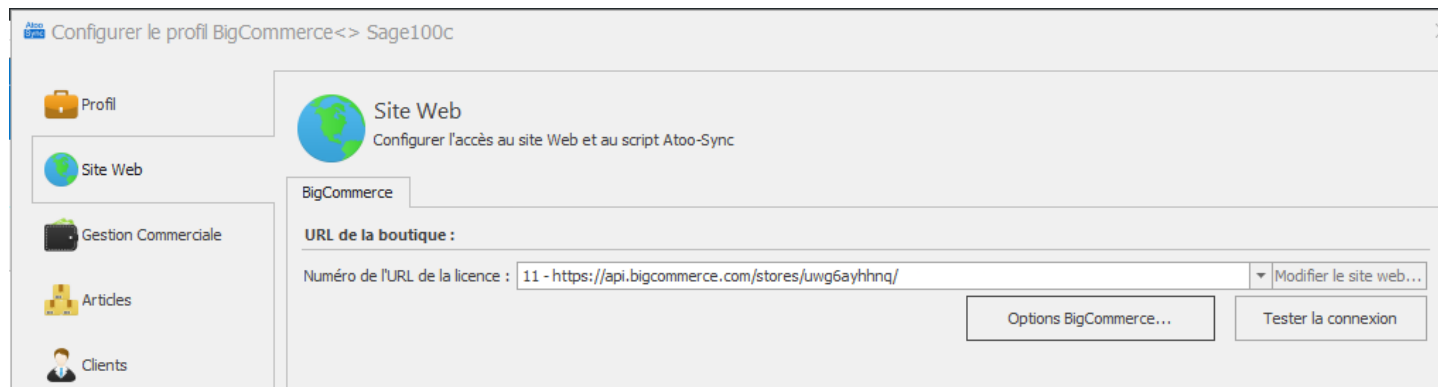 Atoo Sync Configurer le profil BigCommerce<> Sage100c
Profil
Site Web
Gestion Commerciale
Articles
Clients
Site Web
Configurer l'accès au site Web et au script Atoo-Sync
BigCommerce
URL de la boutique :
Numéro de l'URL de la licence : 11 - https://api.bigcommerce.com/stores/uwg6ayhhnq/ Modifier le site web...
Options BigCommerce... Tester la connexion